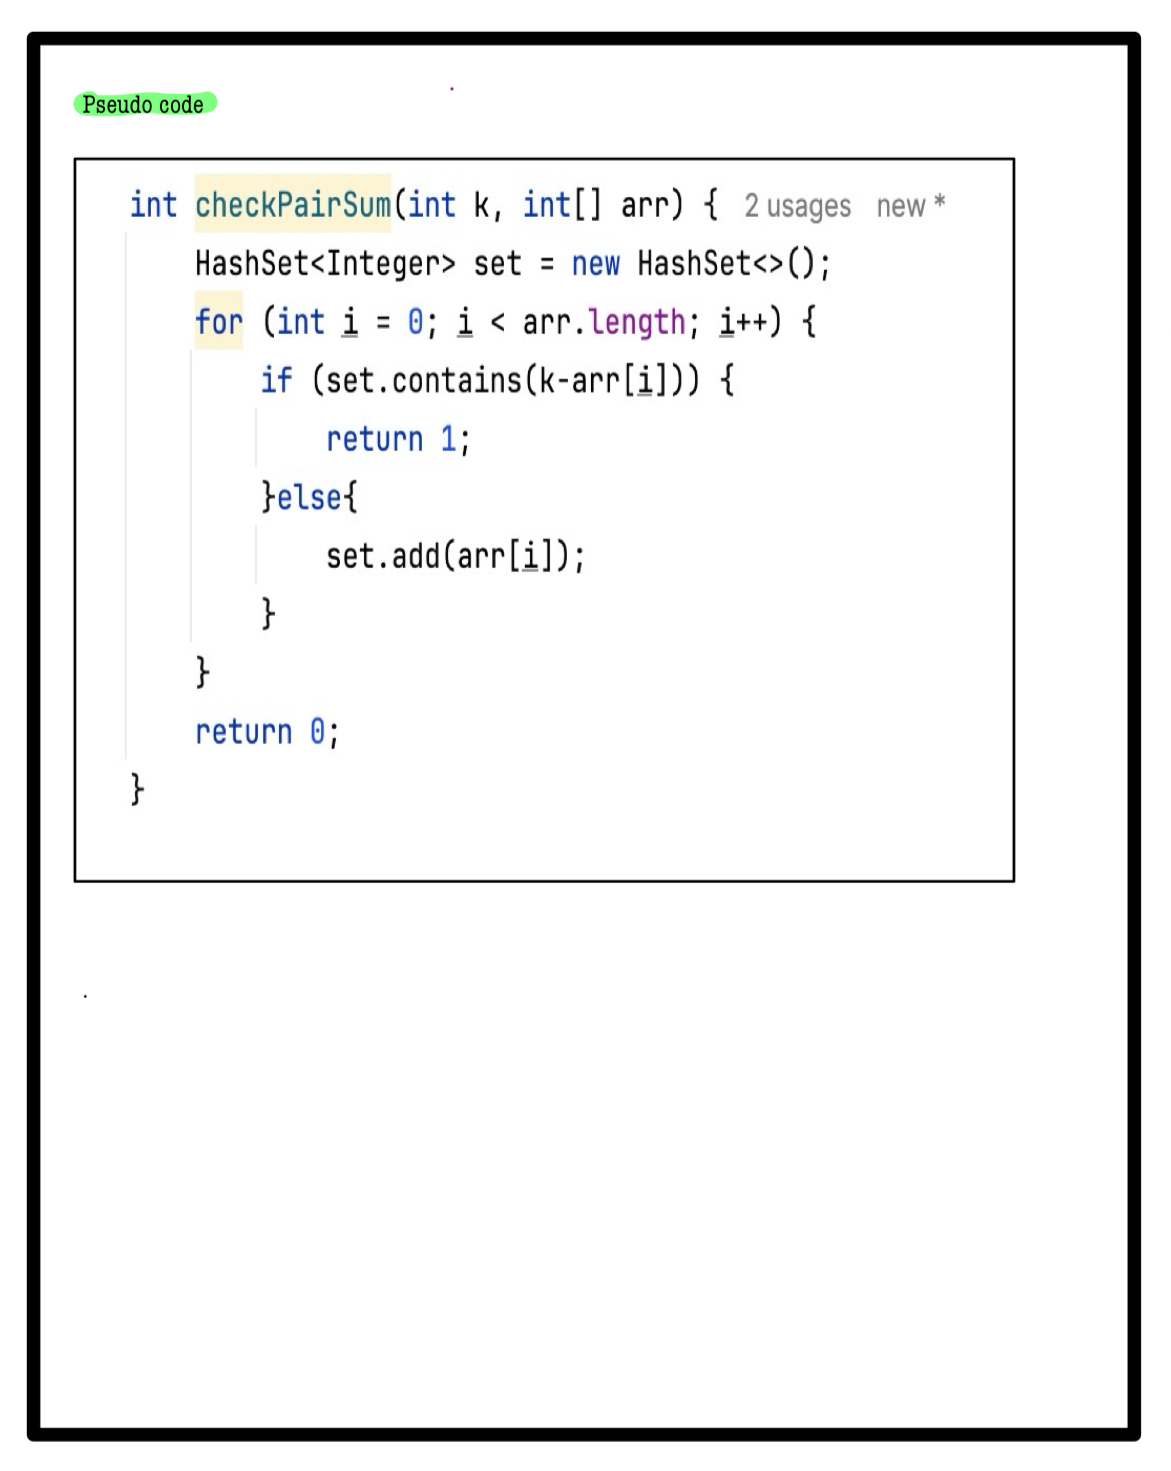 Pseudo code
int checkPairSum(int k, int[] arr) { 2 usages new *
HashSet<Integer> set = new HashSet<>();
for (int i = 0; i < arr.length; i++) {
if (set.contains(k-arr[i])) {
return 1;
}else{
set.add(arr[i]);
}
}
return 0;
}